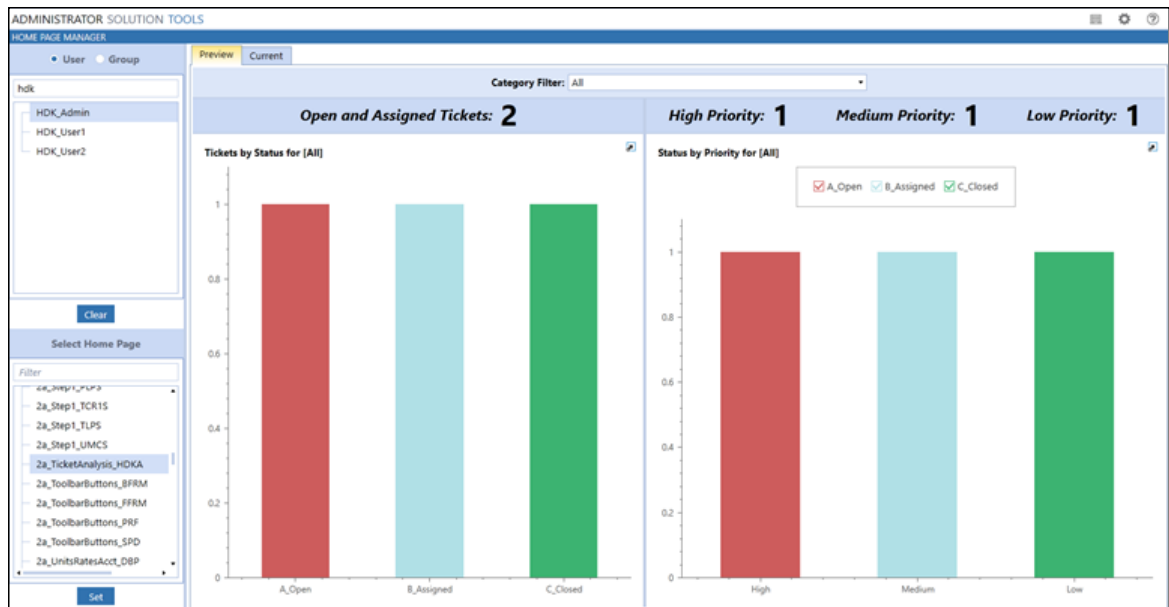 ADMINISTRATOR SOLUTION TOOLS
HOME PAGE MANAGER
User Group
hdk
HDK_Admin
HDK_User1
HDK_User2
Clear
Select Home Page
Filter
2a_Step1_PLPS
2a_Step1_TCR1S
2a_Step1_TLPS
2a_Step1_UMCS
2a_TicketAnalysis_HDKA
2a_ToolbarButtons_BFRM
2a_ToolbarButtons_FFRM
2a_ToolbarButtons_PRF
2a_ToolbarButtons_SPD
2a_UnitsRatesAcct_DBP
Set
Preview Current
Category Filter: All
Open and Assigned Tickets: 2
High Priority: 1 Medium Priority: 1 Low Priority: 1
Tickets by Status for [All]
1
0.8
0.6
0.4
0.2
0
A_Open B_Assigned C_Closed
Status by Priority for [All]
A_Open B_Assigned C_Closed
1
0.8
0.6
0.4
0.2
0
High Medium Low